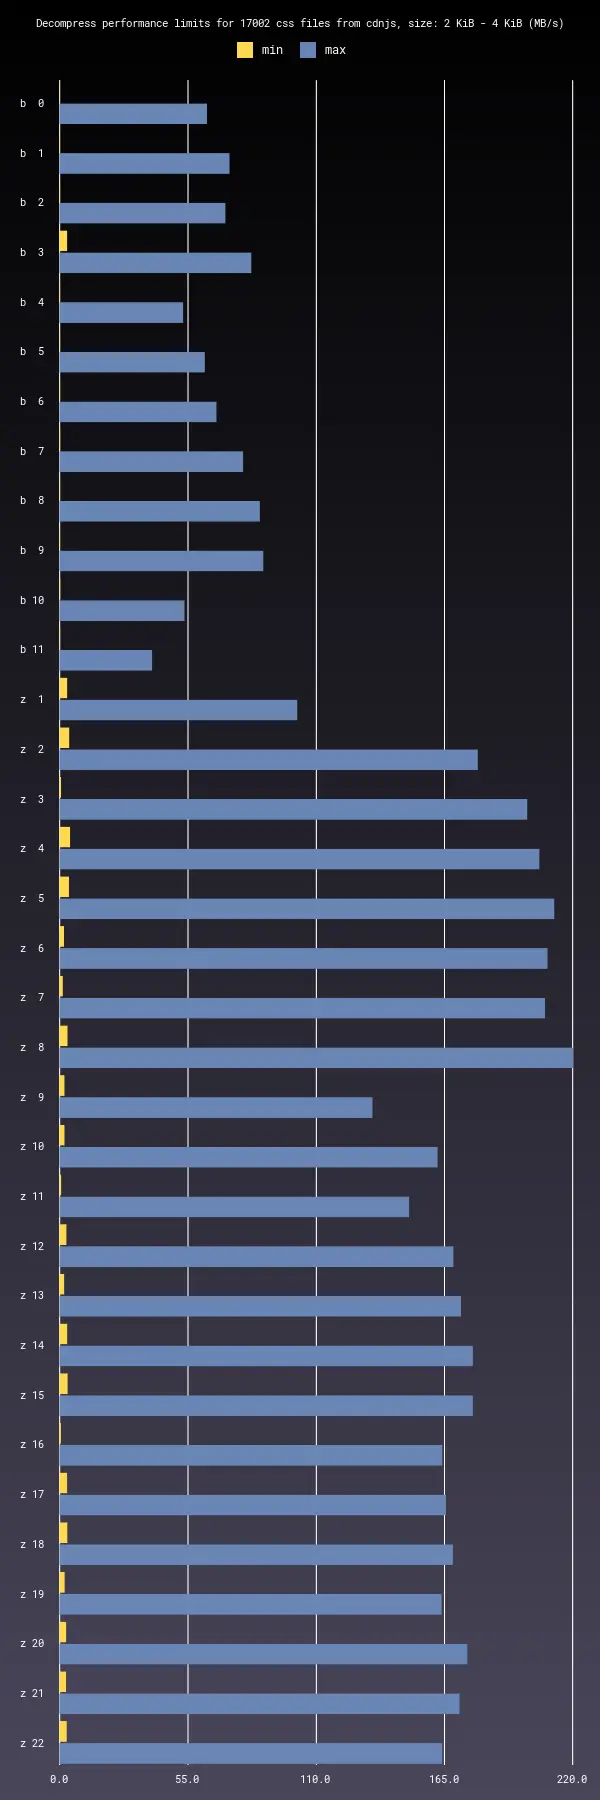 Decompress performance limits for 17002 css files from cdnjs, size: 2 KiB - 4 KiB (MB/s)
min max
b 0
b 1
b 2
b 3
b 4
b 5
b 6
b 7
b 8
b 9
b 10
b 11
z 1
z 2
z 3
z 4
z 5
z 6
z 7
z 8
z 9
z 10
z 11
z 12
z 13
z 14
z 15
z 16
z 17
z 18
z 19
z 20
z 21
z 22
0.0 55.0 110.0 165.0 220.0